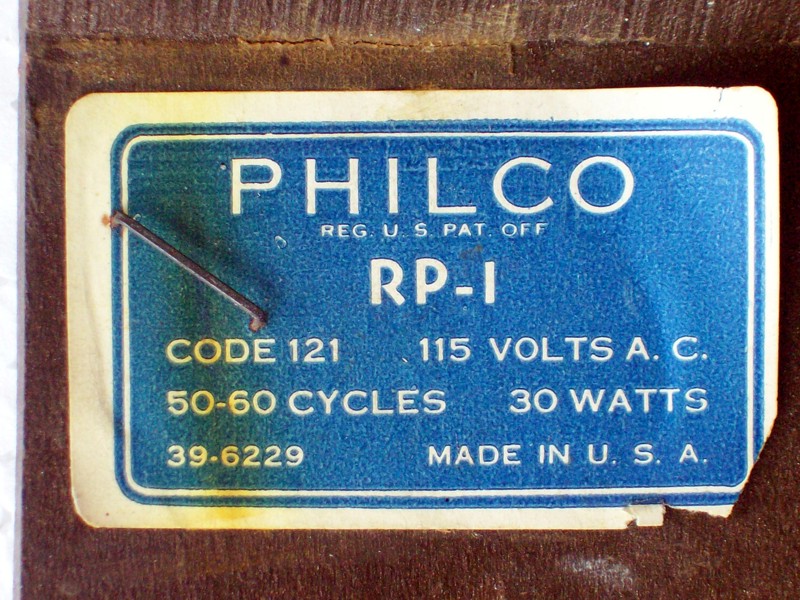 PHILCO
REG. U. S. PAT. OFF
RP-1
CODE 121 115 VOLTS A. C.
50-60 CYCLES 30 WATTS
39-6229 MADE IN U. S. A.